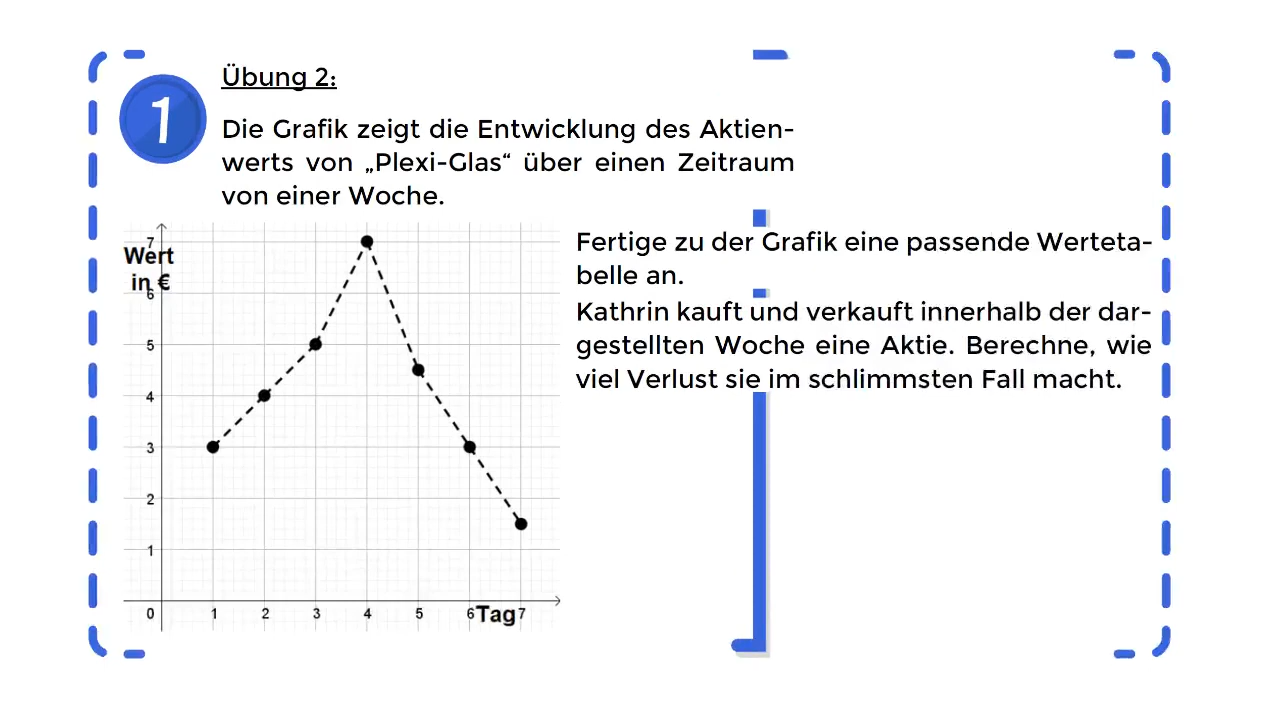 1
Übung 2:
Die Grafik zeigt die Entwicklung des Aktien-
werts von „Plexi-Glas“ über einen Zeitraum
von einer Woche.
Wert
in €
7
6
5
4
3
2
1
0 1 2 3 4 5 6 Tag 7
Fertige zu der Grafik eine passende Werteta-
belle an.
Kathrin kauft und verkauft innerhalb der dar-
gestellten Woche eine Aktie. Berechne, wie
viel Verlust sie im schlimmsten Fall macht.